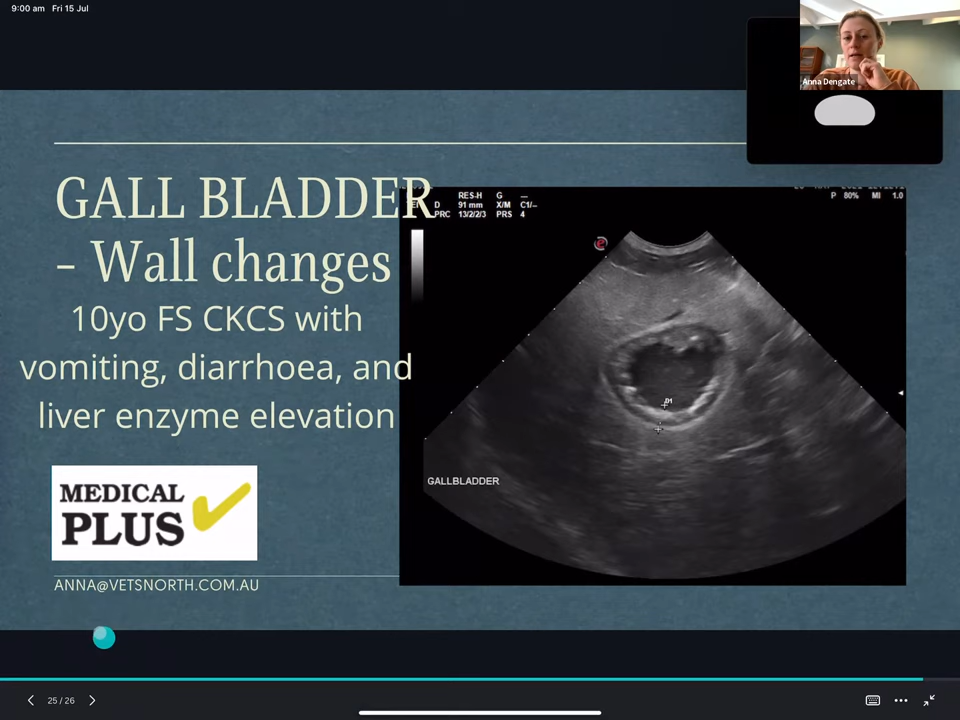 9:00 am Fri 15 Jul
Anna Dengate
GALL BLADDER
– Wall changes
10yo FS CKCS with
vomiting, diarrhoea, and
liver enzyme elevation
MEDICAL
PLUS
ANNA@VETSNORTH.COM.AU
RES-H G —
D 91 mm X/M C1/–
PRC 13/2/2/3 PRS 4
P 80% MI 1.0
GALLBLADDER
25 / 26